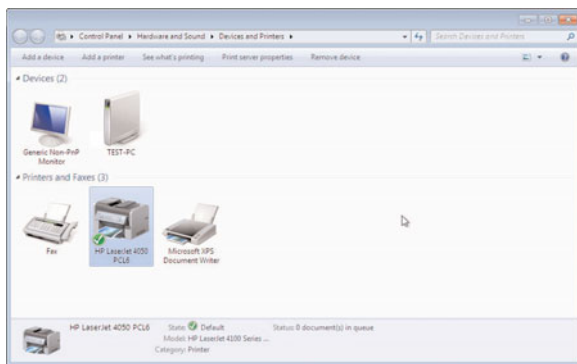 Control Panel ▸ Hardware and Sound ▸ Devices and Printers ▸ Search Devices and Printers
Add a device Add a printer See what's printing Print server properties Remove device
Devices (2)
Generic Non-PnP
Monitor
TEST-PC
Printers and Faxes (3)
Fax
HP LaserJet 4050
PCL6
Microsoft XPS
Document Writer
HP LaserJet 4050 PCL6 State: Default Status: 0 document(s) in queue
Model: HP LaserJet 4100 Series ...
Category: Printer